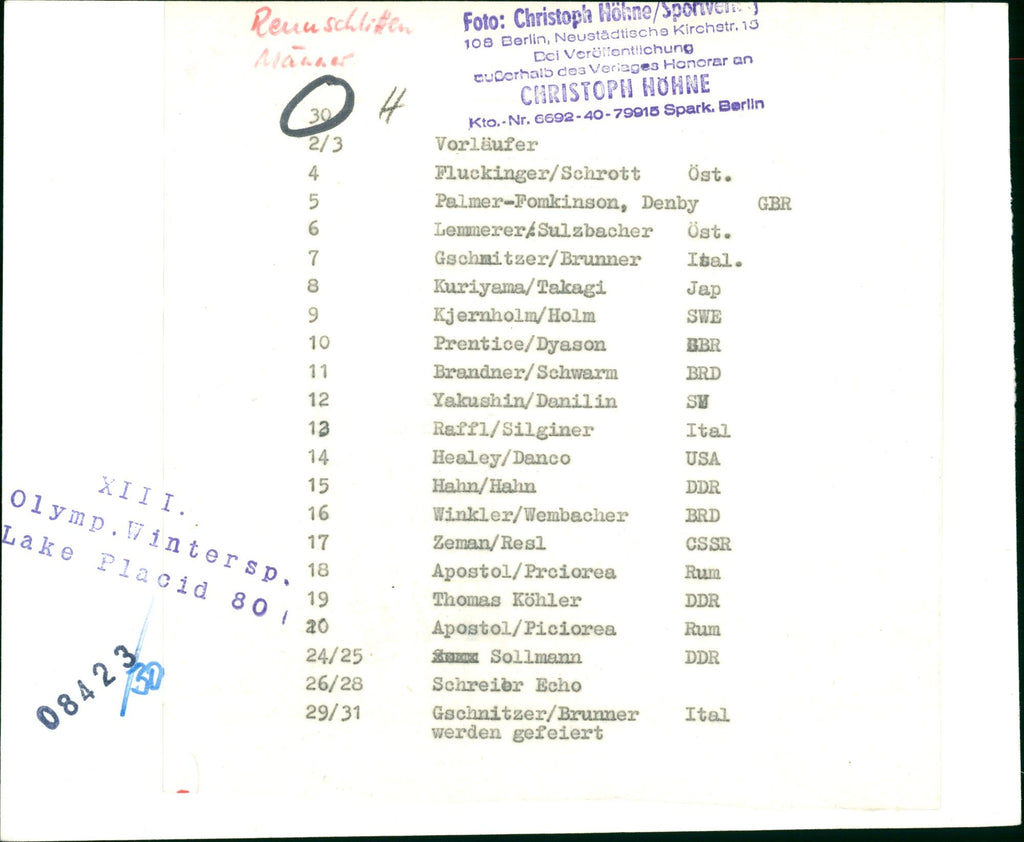 Rennschlitten
Männer
Foto: Christoph Höhne/Sportverlag
108 Berlin, Neustädtische Kirchstr. 15
Bei Veröffentlichung
außerhalb des Verlages Honorar an
CHRISTOPH HÖHNE
Kto.-Nr. 6692-40-79915 Spark. Berlin
30 H
2/3 Vorläufer
4 Fluckinger/Schrott Öst.
5 Palmer-Fomkinson, Denby GBR
6 Lemmerer/Sulzbacher Öst.
7 Gschnitzer/Brunner Ital.
8 Kuriyama/Takagi Jap
9 Kjernholm/Holm SWE
10 Prentice/Dyason GBR
11 Brandner/Schwarm BRD
12 Yakushin/Danilin SU
13 Raffl/Silginer Ital
14 Healey/Danco USA
15 Hahn/Hahn DDR
16 Winkler/Wembacher BRD
17 Zeman/Resl CSSR
18 Apostol/Prciorea Rum
19 Thomas Köhler DDR
20 Apostol/Piciorea Rum
24/25 Sollmann DDR
26/28 Schreiber Echo
29/31 Gschnitzer/Brunner Ital
werden gefeiert
XIII.
Olymp.Wintersp.
Lake Placid 80
08423/30